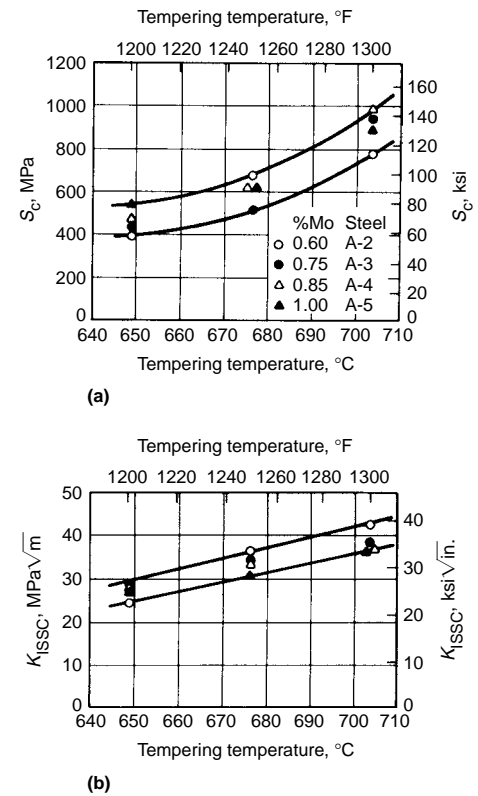 Tempering temperature, °F
1200 1220 1240 1260 1280 1300
1200
1000
800
600
400
200
0
Sc, MPa
160
140
120
100
80
60
40
20
0
Sc, ksi
%Mo Steel
0.60 A-2
0.75 A-3
0.85 A-4
1.00 A-5
640 650 660 670 680 690 700 710
Tempering temperature, °C
(a)
Tempering temperature, °F
1200 1220 1240 1260 1280 1300
50
40
30
20
10
0
KISSC, MPa√m
40
30
20
10
0
KISSC, ksi√in.
640 650 660 670 680 690 700 710
Tempering temperature, °C
(b)